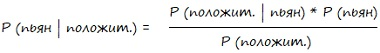 P (пьян | положит.) = P (положит. | пьян) * P (пьян)
P (положит.)